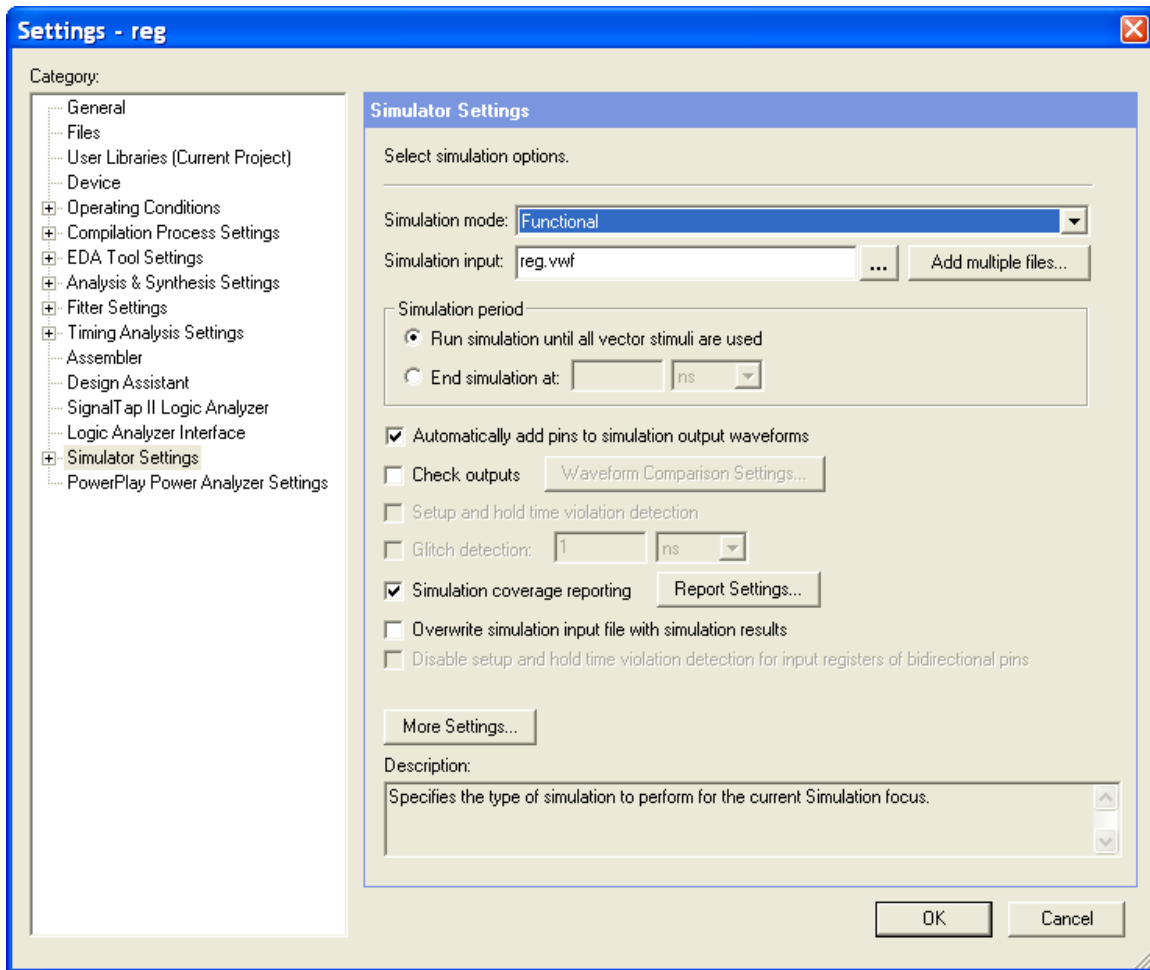 Settings - reg
Category:
General
Files
User Libraries (Current Project)
Device
Operating Conditions
Compilation Process Settings
EDA Tool Settings
Analysis & Synthesis Settings
Fitter Settings
Timing Analysis Settings
Assembler
Design Assistant
SignalTap II Logic Analyzer
Logic Analyzer Interface
Simulator Settings
PowerPlay Power Analyzer Settings
Simulator Settings
Select simulation options.
Simulation mode: Functional
Simulation input: reg.vwf ... Add multiple files...
Simulation period
Run simulation until all vector stimuli are used
End simulation at: ns
Automatically add pins to simulation output waveforms
Check outputs Waveform Comparison Settings...
Setup and hold time violation detection
Glitch detection: 1 ns
Simulation coverage reporting Report Settings...
Overwrite simulation input file with simulation results
Disable setup and hold time violation detection for input registers of bidirectional pins
More Settings...
Description:
Specifies the type of simulation to perform for the current Simulation focus.
OK Cancel